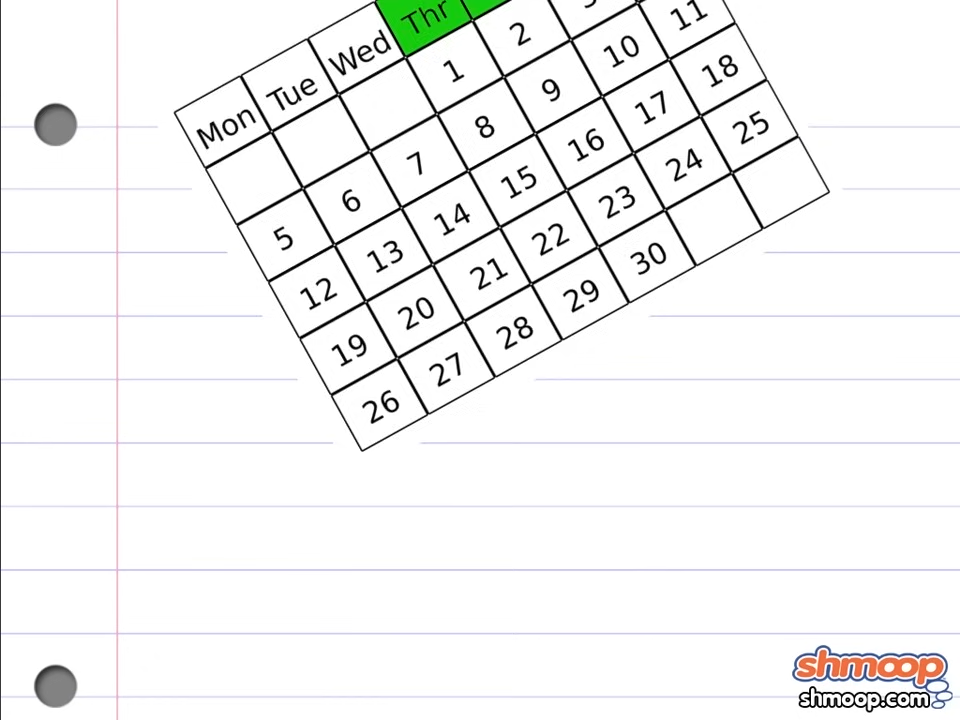 Mon Tue Wed Thr
1 2 3
5 6 7 8 9 10 11
12 13 14 15 16 17 18
19 20 21 22 23 24 25
26 27 28 29 30
shmoop
shmoop.com